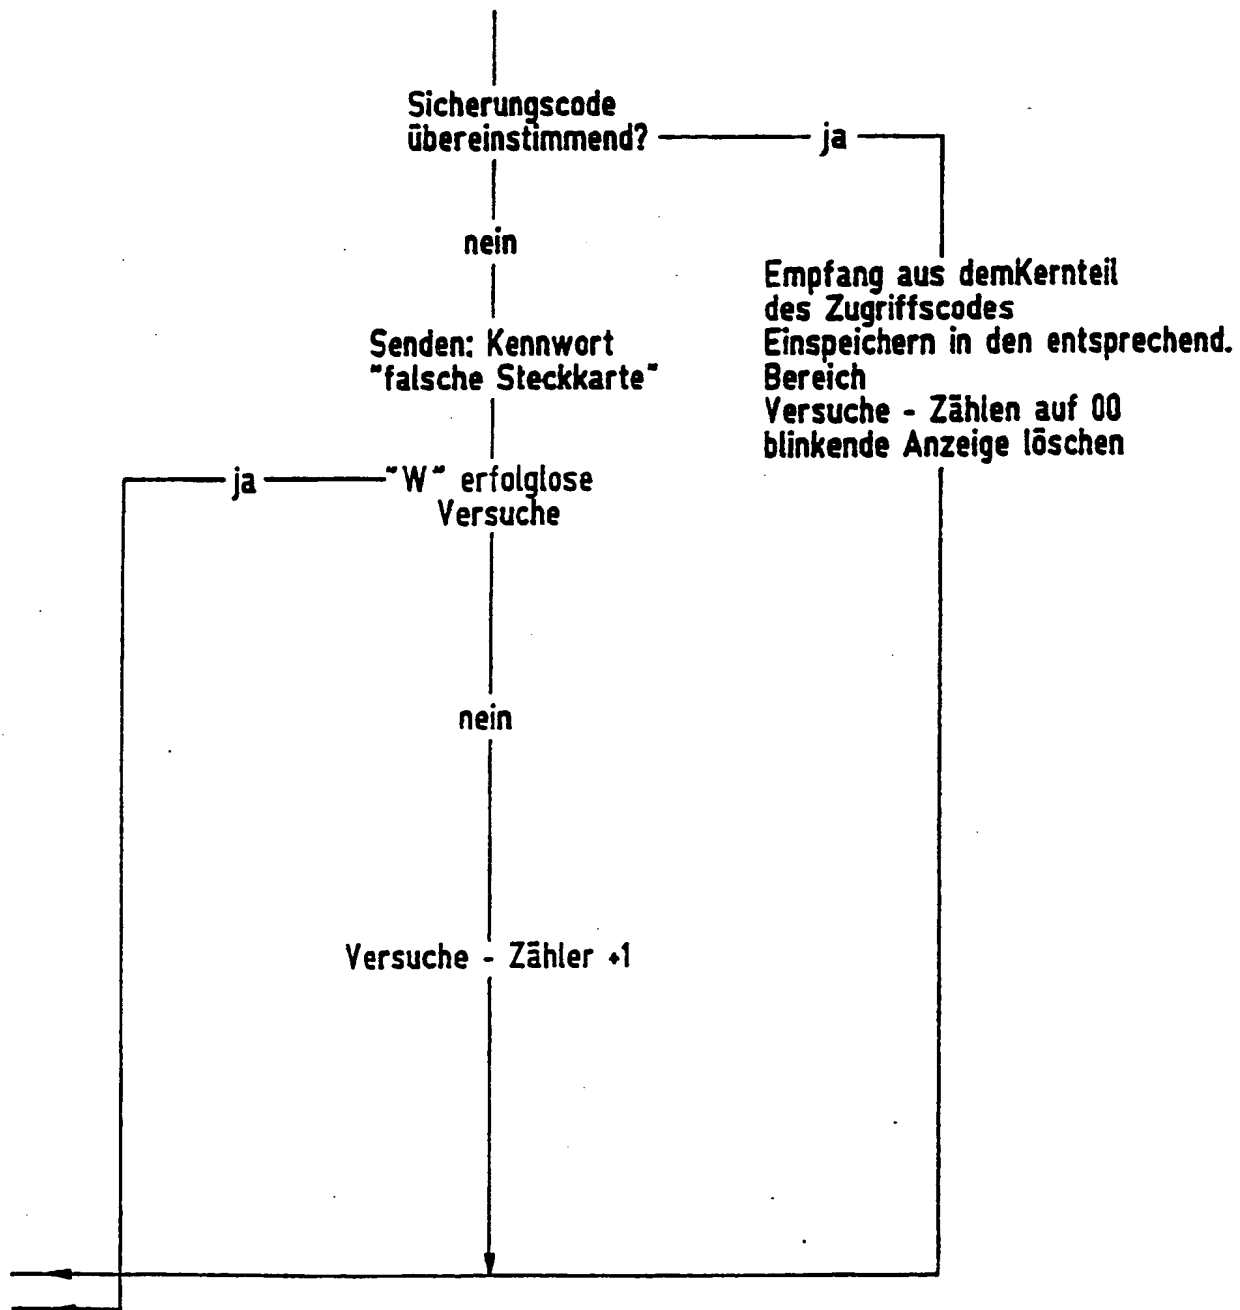 Sicherungscode
übereinstimmend?
ja
nein
Empfang aus demKernteil
des Zugriffscodes
Einspeichern in den entsprechend.
Bereich
Versuche - Zählen auf 00
blinkende Anzeige löschen
Senden: Kennwort
"falsche Steckkarte"
ja
"W" erfolglose
Versuche
nein
Versuche - Zähler +1